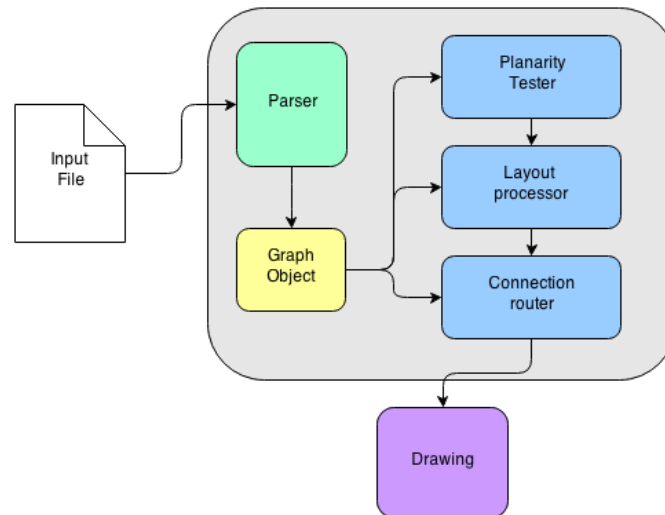 Input
File
Parser
Graph
Object
Planarity
Tester
Layout
processor
Connection
router
Drawing